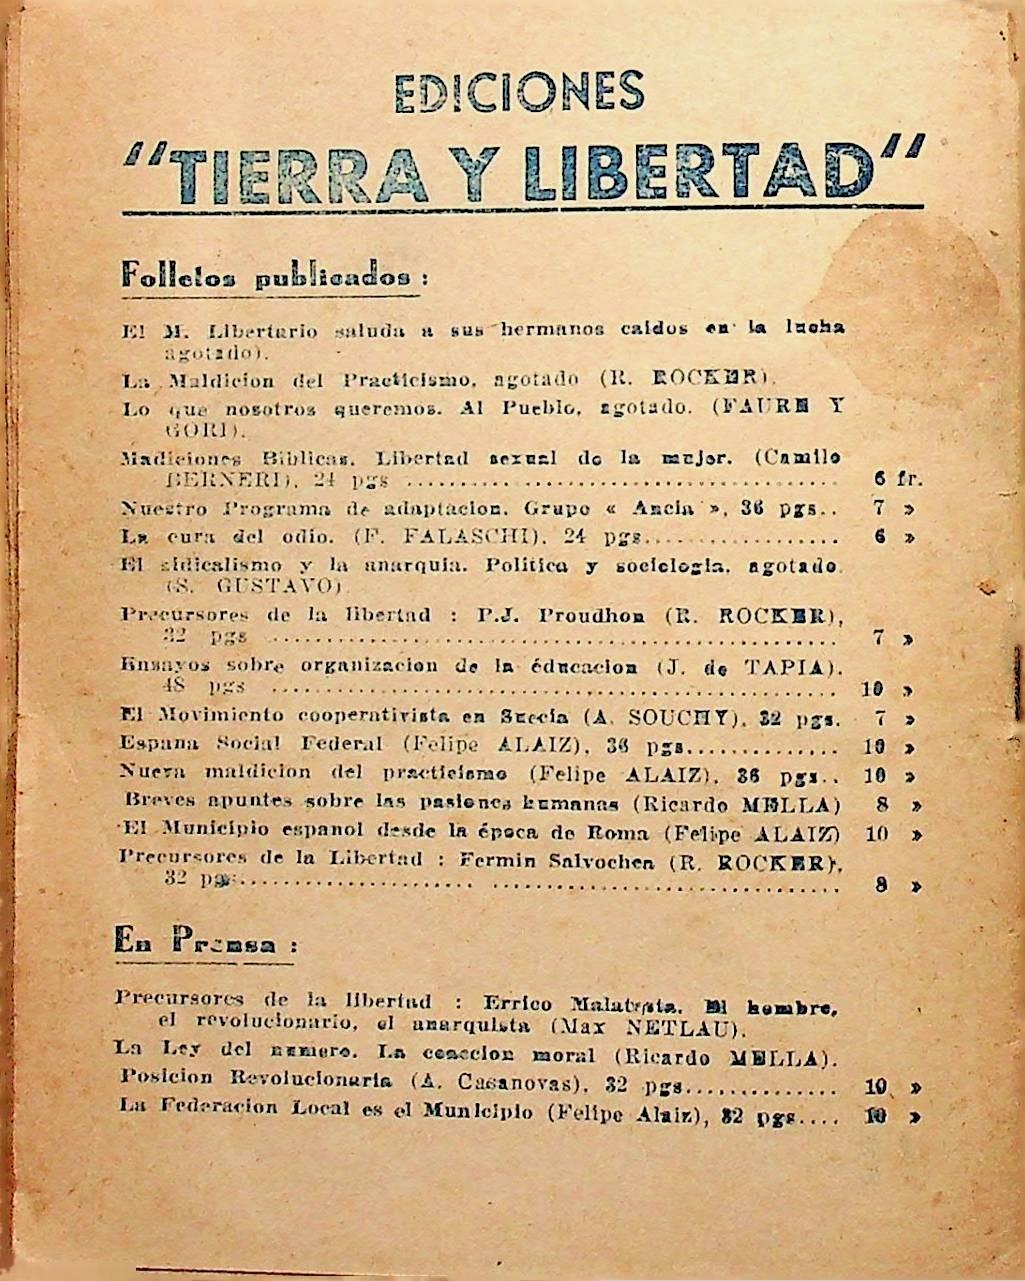 EDICIONES
"TIERRA Y LIBERTAD"
Folletos publicados :
El M. Libertario saluda a sus hermanos caidos en la lucha
agotado).
La Maldicion del Practicismo, agotado (R. ROCKER).
Lo que nosotros queremos. Al Pueblo, agotado. (FAURE Y
GORI).
Madiciones Biblicas. Libertad sexual de la mujer. (Camilo
BERNERI), 24 pgs ........................................ 6 fr.
Nuestro Programa de adaptacion. Grupo « Ancia », 36 pgs.. 7 »
La cura del odio. (F. FALASCHI). 24 pgs.................. 6 »
El sidicalismo y la anarquia. Politica y sociologia, agotado.
(S. GUSTAVO)
Precursores de la libertad : P.J. Proudhon (R. ROCKER),
32 pgs .................................................... 7 »
Ensayos sobre organizacion de la éducacion (J. de TAPIA).
48 pgs .................................................... 10 »
El Movimiento cooperativista en Suecia (A. SOUCHY), 32 pgs. 7 »
Espana Social Federal (Felipe ALAIZ), 36 pgs.............. 10 »
Nueva maldicion del practicismo (Felipe ALAIZ). 36 pgs.. 10 »
Breves apuntes sobre las pasiones humanas (Ricardo MELLA) 8 »
El Municipio espanol desde la época de Roma (Felipe ALAIZ) 10 »
Precursores de la Libertad : Fermin Salvochea (R. ROCKER),
32 pgs...................... ................................ 8 »
En Prensa :
Precursores de la libertad : Errico Malatesta. El hombre,
el revolucionario, el anarquista (Max NETLAU).
La Ley del numero. La coaccion moral (Ricardo MELLA).
Posicion Revolucionaria (A. Casanovas), 32 pgs.............. 10 »
La Federacion Local es el Municipio (Felipe Alaiz), 32 pgs.... 10 »